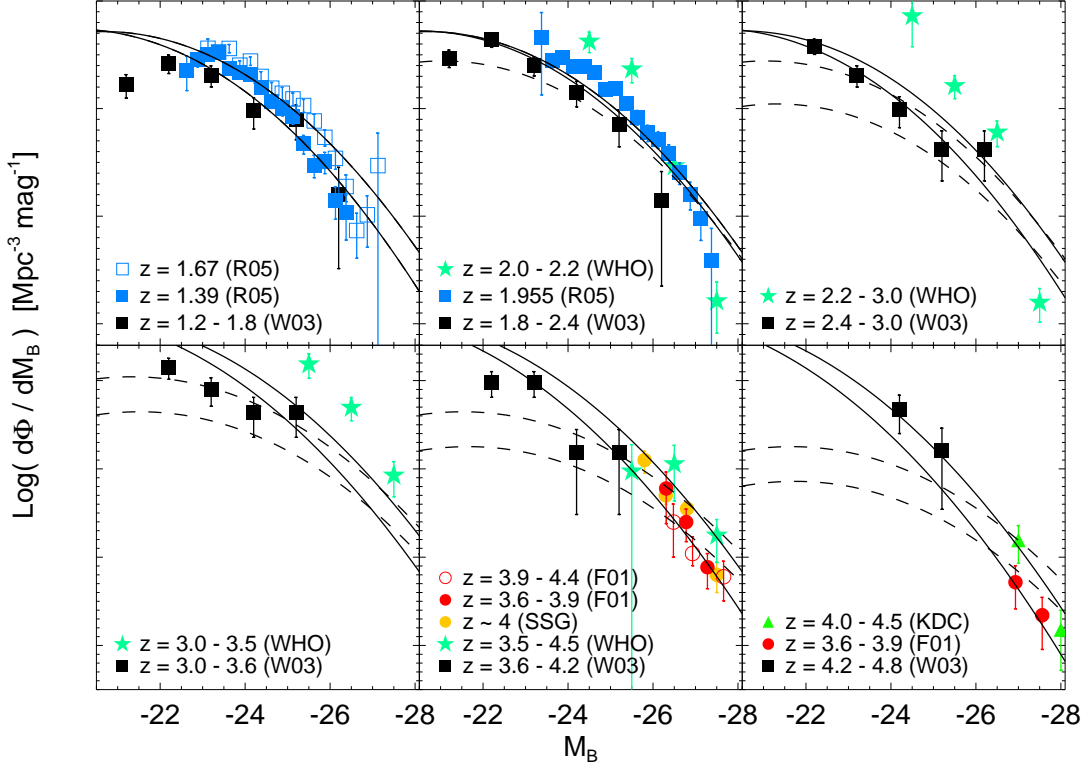 z = 1.67 (R05)
z = 1.39 (R05)
z = 1.2 - 1.8 (W03)
z = 2.0 - 2.2 (WHO)
z = 1.955 (R05)
z = 1.8 - 2.4 (W03)
z = 2.2 - 3.0 (WHO)
z = 2.4 - 3.0 (W03)
Log( dΦ / dM_B ) [Mpc^-3 mag^-1]
z = 3.0 - 3.5 (WHO)
z = 3.0 - 3.6 (W03)
z = 3.9 - 4.4 (F01)
z = 3.6 - 3.9 (F01)
z ~ 4 (SSG)
z = 3.5 - 4.5 (WHO)
z = 3.6 - 4.2 (W03)
z = 4.0 - 4.5 (KDC)
z = 3.6 - 3.9 (F01)
z = 4.2 - 4.8 (W03)
-22 -24 -26 -28
-22 -24 -26 -28
-22 -24 -26 -28
M_B